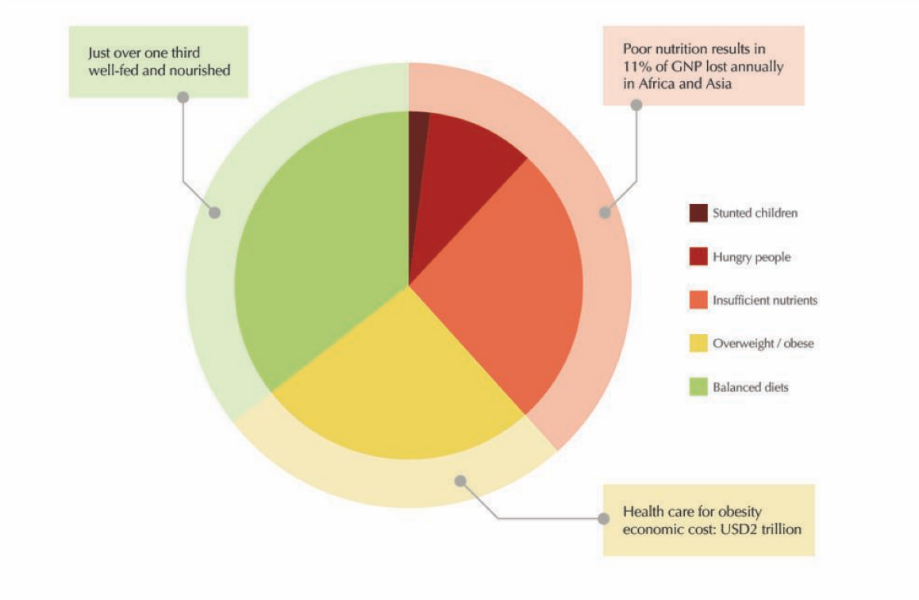 Just over one third
well-fed and nourished
Poor nutrition results in
11% of GNP lost annually
in Africa and Asia
Stunted children
Hungry people
Insufficient nutrients
Overweight / obese
Balanced diets
Health care for obesity
economic cost: USD2 trillion